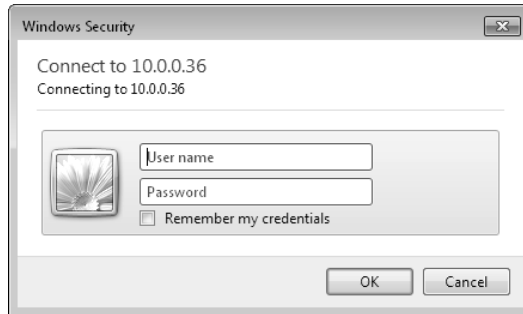 Windows Security
Connect to 10.0.0.36
Connecting to 10.0.0.36
User name
Password
Remember my credentials
OK
Cancel